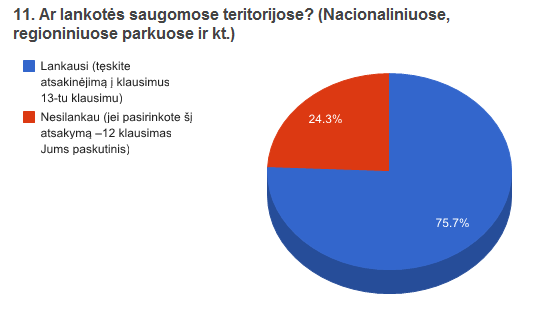 11. Ar lankotės saugomose teritorijose? (Nacionaliniuose,
regioniniuose parkuose ir kt.)
Lankausi (tęskite
atsakinėjimą į klausimus
13-tu klausimu)
Nesilankau (jei pasirinkote šį
atsakymą –12 klausimas
Jums paskutinis)
24.3%
75.7%